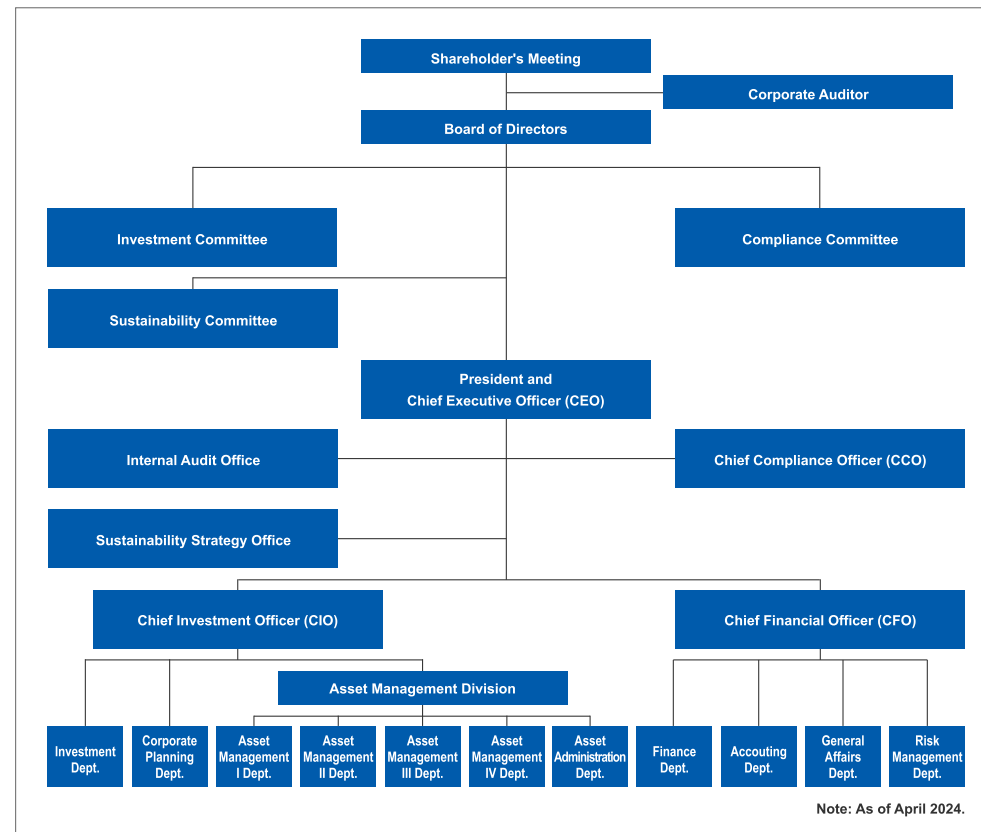 Shareholder's Meeting
Corporate Auditor
Board of Directors
Investment Committee
Compliance Committee
Sustainability Committee
President and
Chief Executive Officer (CEO)
Internal Audit Office
Chief Compliance Officer (CCO)
Sustainability Strategy Office
Chief Investment Officer (CIO)
Chief Financial Officer (CFO)
Asset Management Division
Investment
Dept.
Corporate
Planning
Dept.
Asset
Management
I Dept.
Asset
Management
II Dept.
Asset
Management
III Dept.
Asset
Management
IV Dept.
Asset
Administration
Dept.
Finance
Dept.
Accouting
Dept.
General
Affairs
Dept.
Risk
Management
Dept.
Note: As of April 2024.